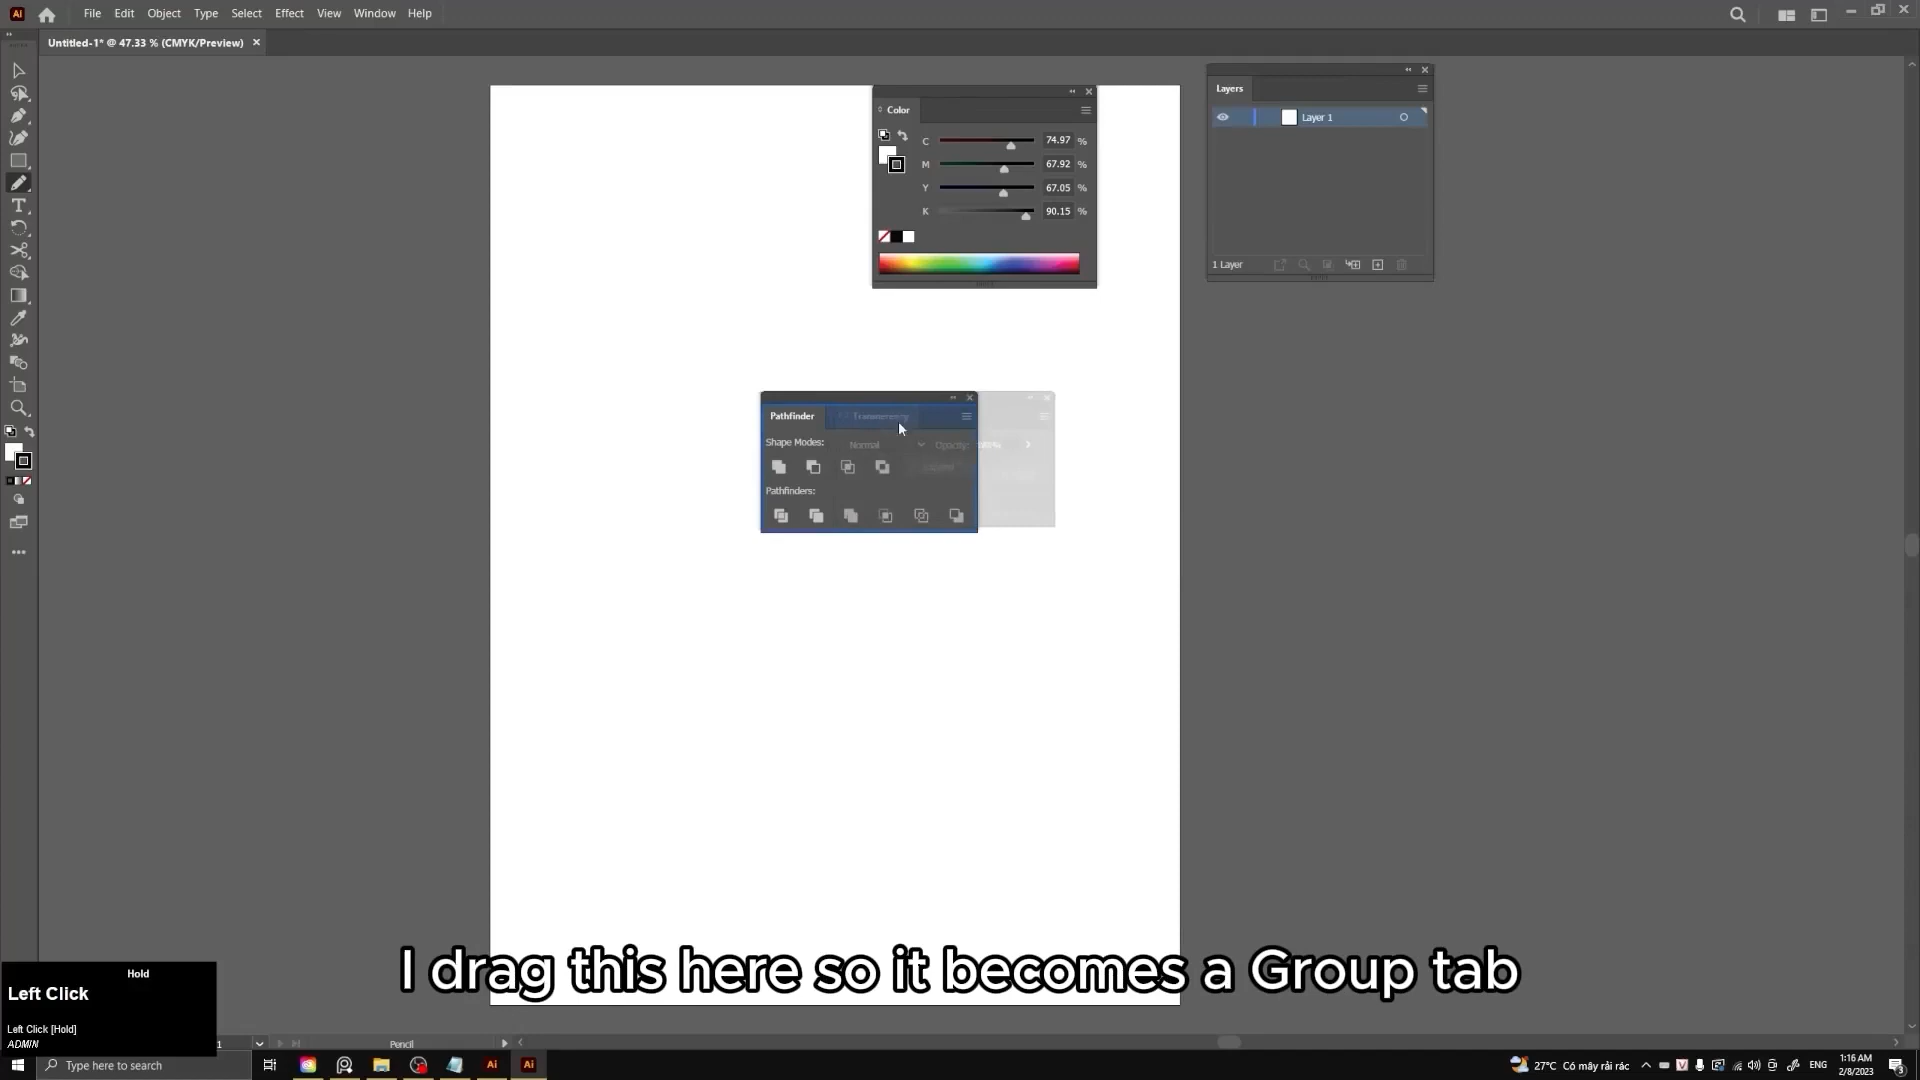 File Edit Object Type Select Effect View Window Help
Untitled-1* @ 47.33 % (CMYK/Preview)
Color
C 74.97 %
M 67.92 %
Y 67.05 %
K 90.15 %
Layers
Layer 1
1 Layer
Pathfinder Transparency
Shape Modes: Normal Opacity: 100%
Pathfinders:
I drag this here so it becomes a Group tab
Hold
Left Click
Left Click [Hold]
ADMIN
1 Pencil
Type here to search
27°C Có mây rải rác ENG
1:16 AM
2/8/2023
3